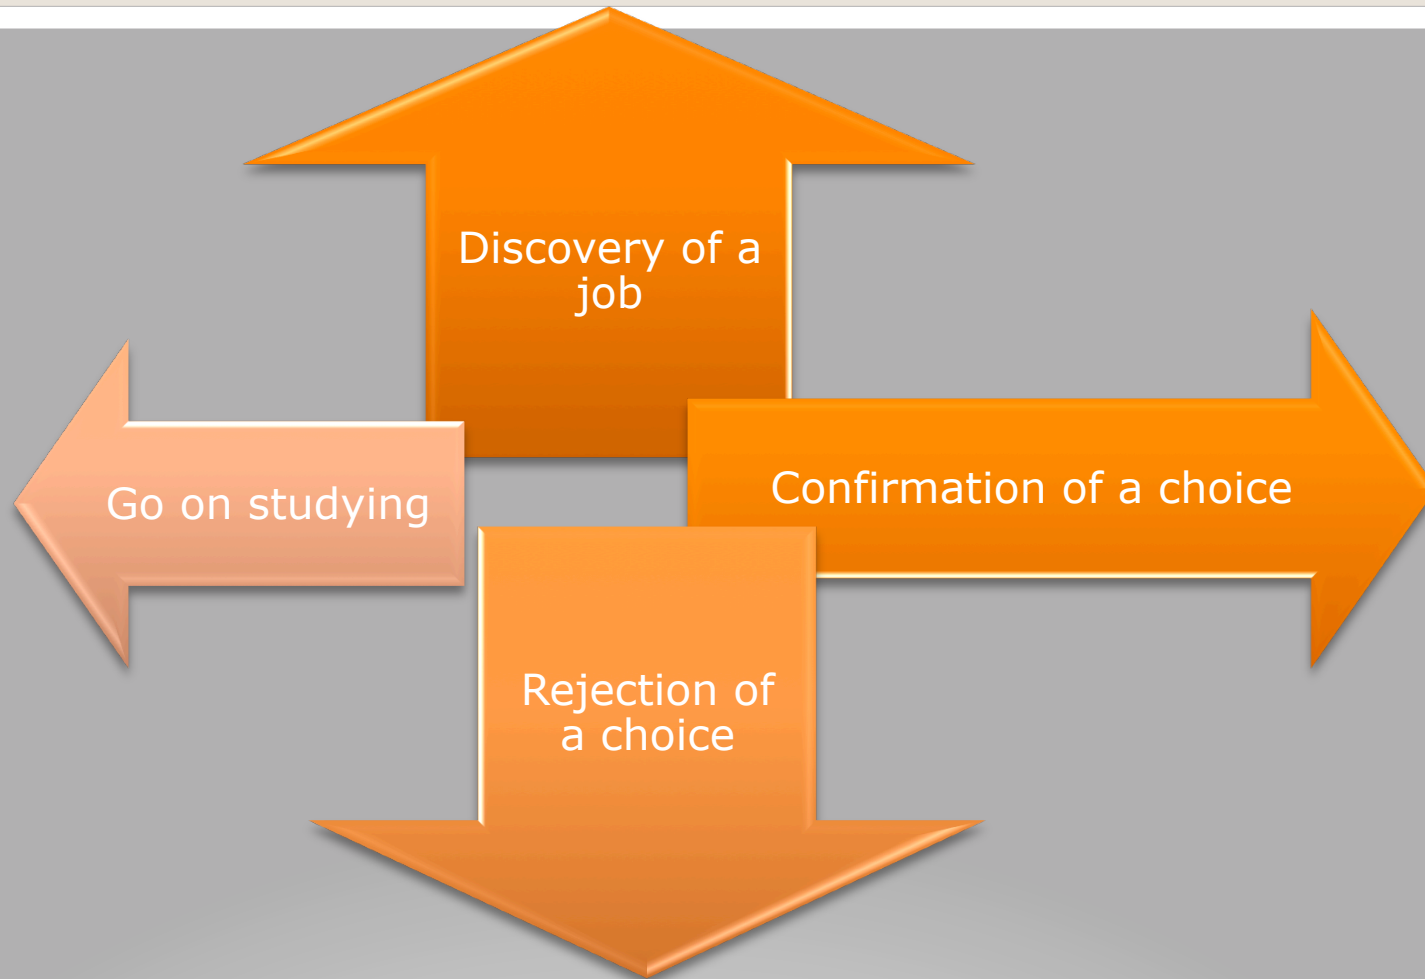 Discovery of a
job
Go on studying
Confirmation of a choice
Rejection of
a choice